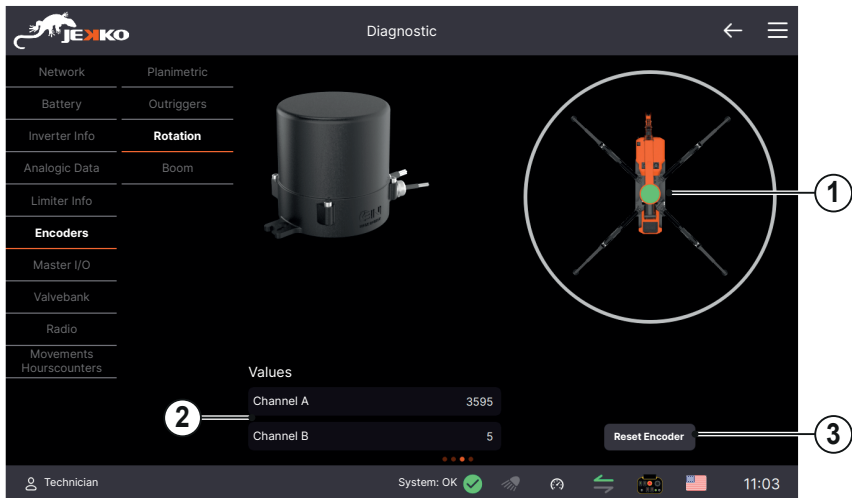 JEKKO
Diagnostic
Network
Battery
Inverter Info
Analogic Data
Limiter Info
Encoders
Master I/O
Valvebank
Radio
Movements
Hourscounters
Planimetric
Outriggers
Rotation
Boom
1
Values
Channel A 3595
Channel B 5
2
Reset Encoder
3
Technician
System: OK
11:03